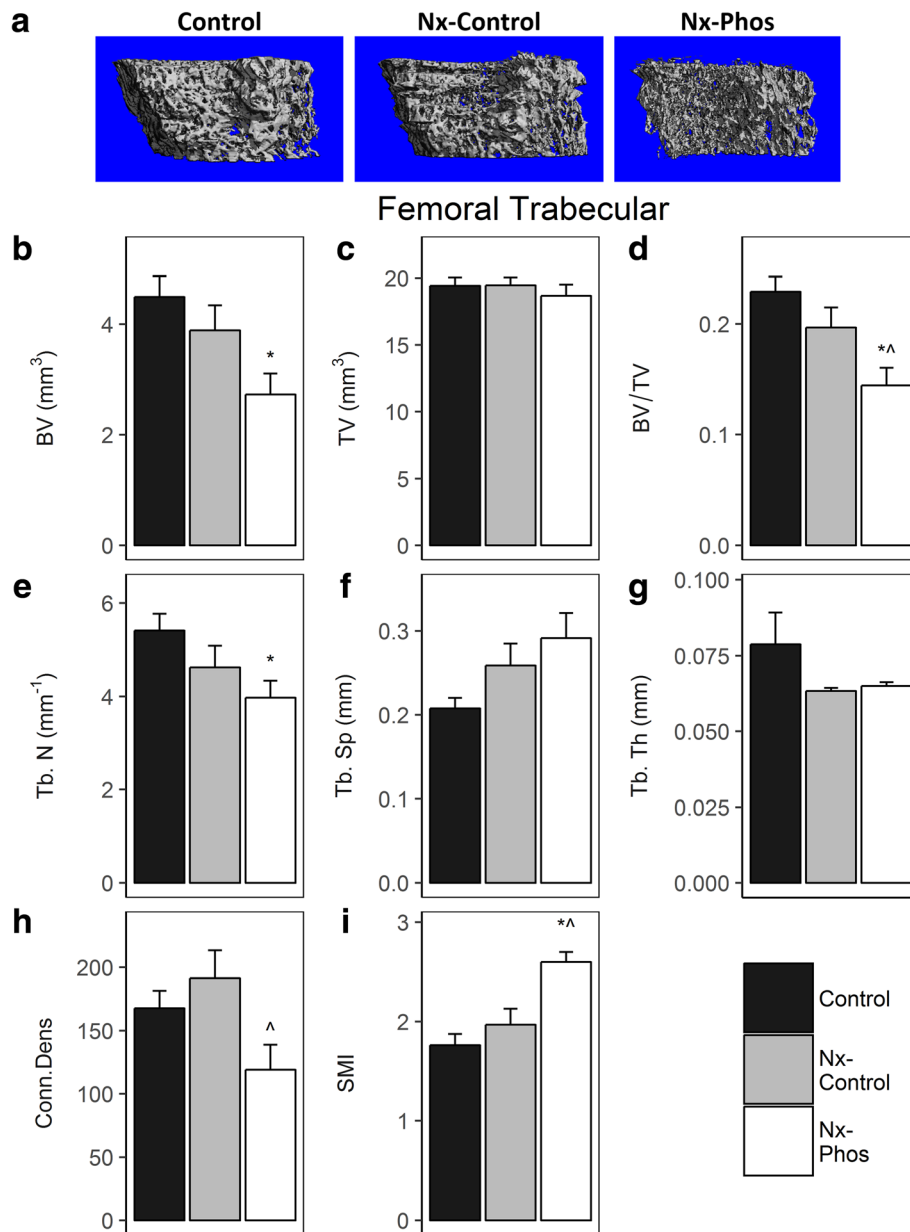 a
Control
Nx-Control
Nx-Phos
Femoral Trabecular
b
BV (mm³)
4
2
0
*
c
TV (mm³)
20
15
10
5
0
d
BV/TV
0.2
0.1
0.0
*^
e
Tb. N (mm⁻¹)
6
4
2
0
*
f
Tb. Sp (mm)
0.3
0.2
0.1
0.0
g
Tb. Th (mm)
0.100
0.075
0.050
0.025
0.000
h
Conn.Dens
200
150
100
50
0
^
i
SMI
3
2
1
0
*^
Control
Nx-
Control
Nx-
Phos